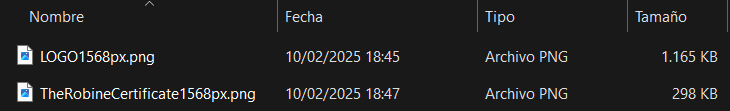 Nombre Fecha Tipo Tamaño
LOGO1568px.png 10/02/2025 18:45 Archivo PNG 1.165 KB
TheRobineCertificate1568px.png 10/02/2025 18:47 Archivo PNG 298 KB